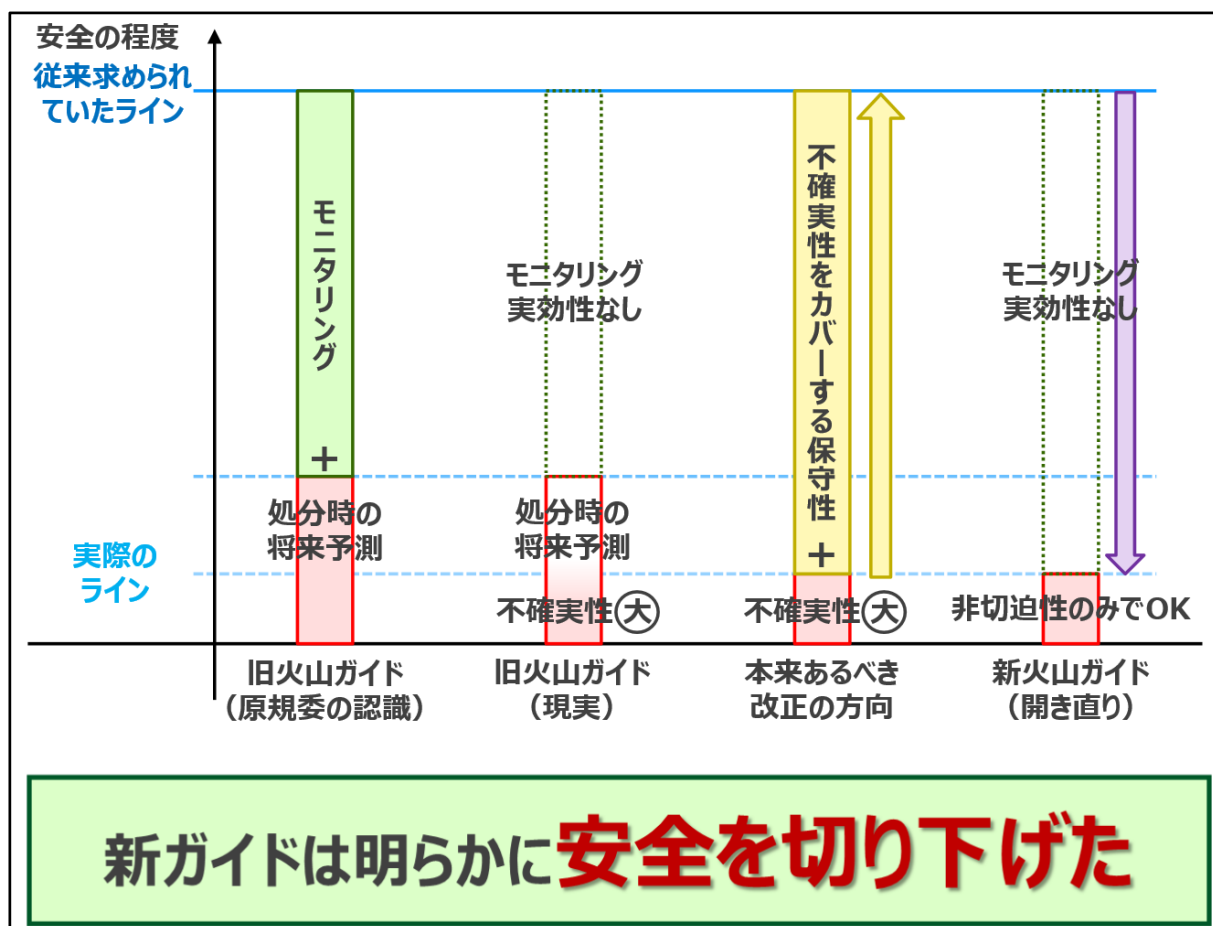 安全の程度
従来求められ
ていたライン
モニタリング
+
処分時の
将来予測
モニタリング
実効性なし
処分時の
将来予測
不確実性大
不確実性をカバーする保守性
+
不確実性大
モニタリング
実効性なし
非切迫性のみでOK
実際の
ライン
旧火山ガイド
(原規委の認識)
旧火山ガイド
(現実)
本来あるべき
改正の方向
新火山ガイド
(開き直り)
新ガイドは明らかに安全を切り下げた